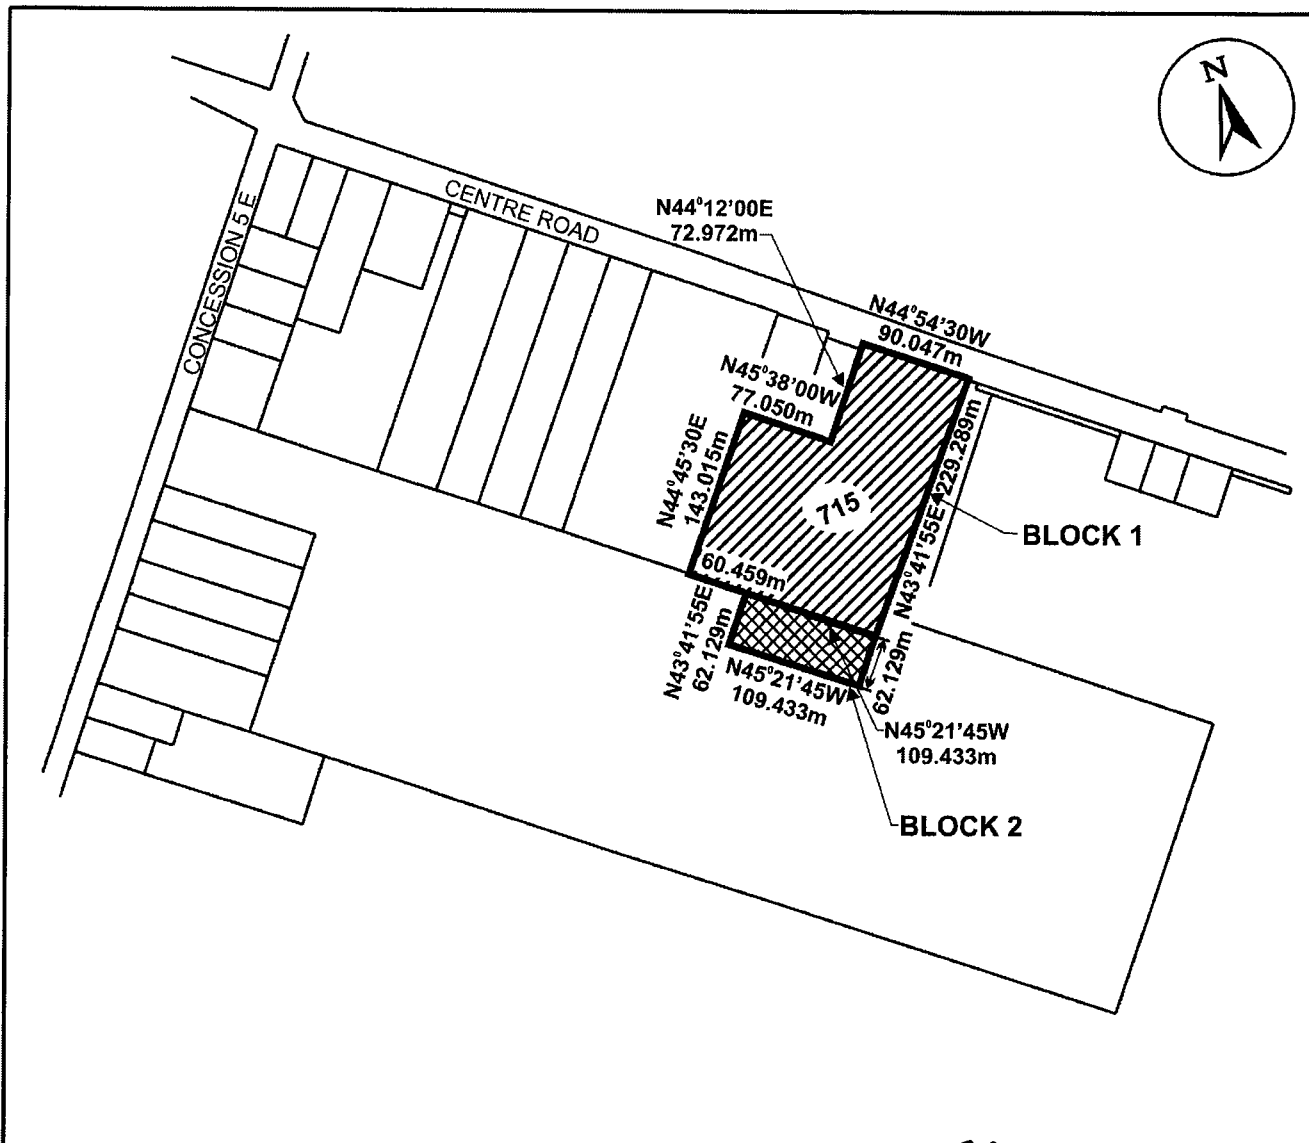 N
CENTRE ROAD
CONCESSION 5 E
N44°12'00E
72.972m
N44°54'30W
90.047m
N45°38'00W
77.050m
N44°45'30E
143.015m
715
N43°41'55E 229.289m
BLOCK 1
60.459m
N43°41'55E
62.129m
N45°21'45W
109.433m
62.129m
N45°21'45W
109.433m
BLOCK 2